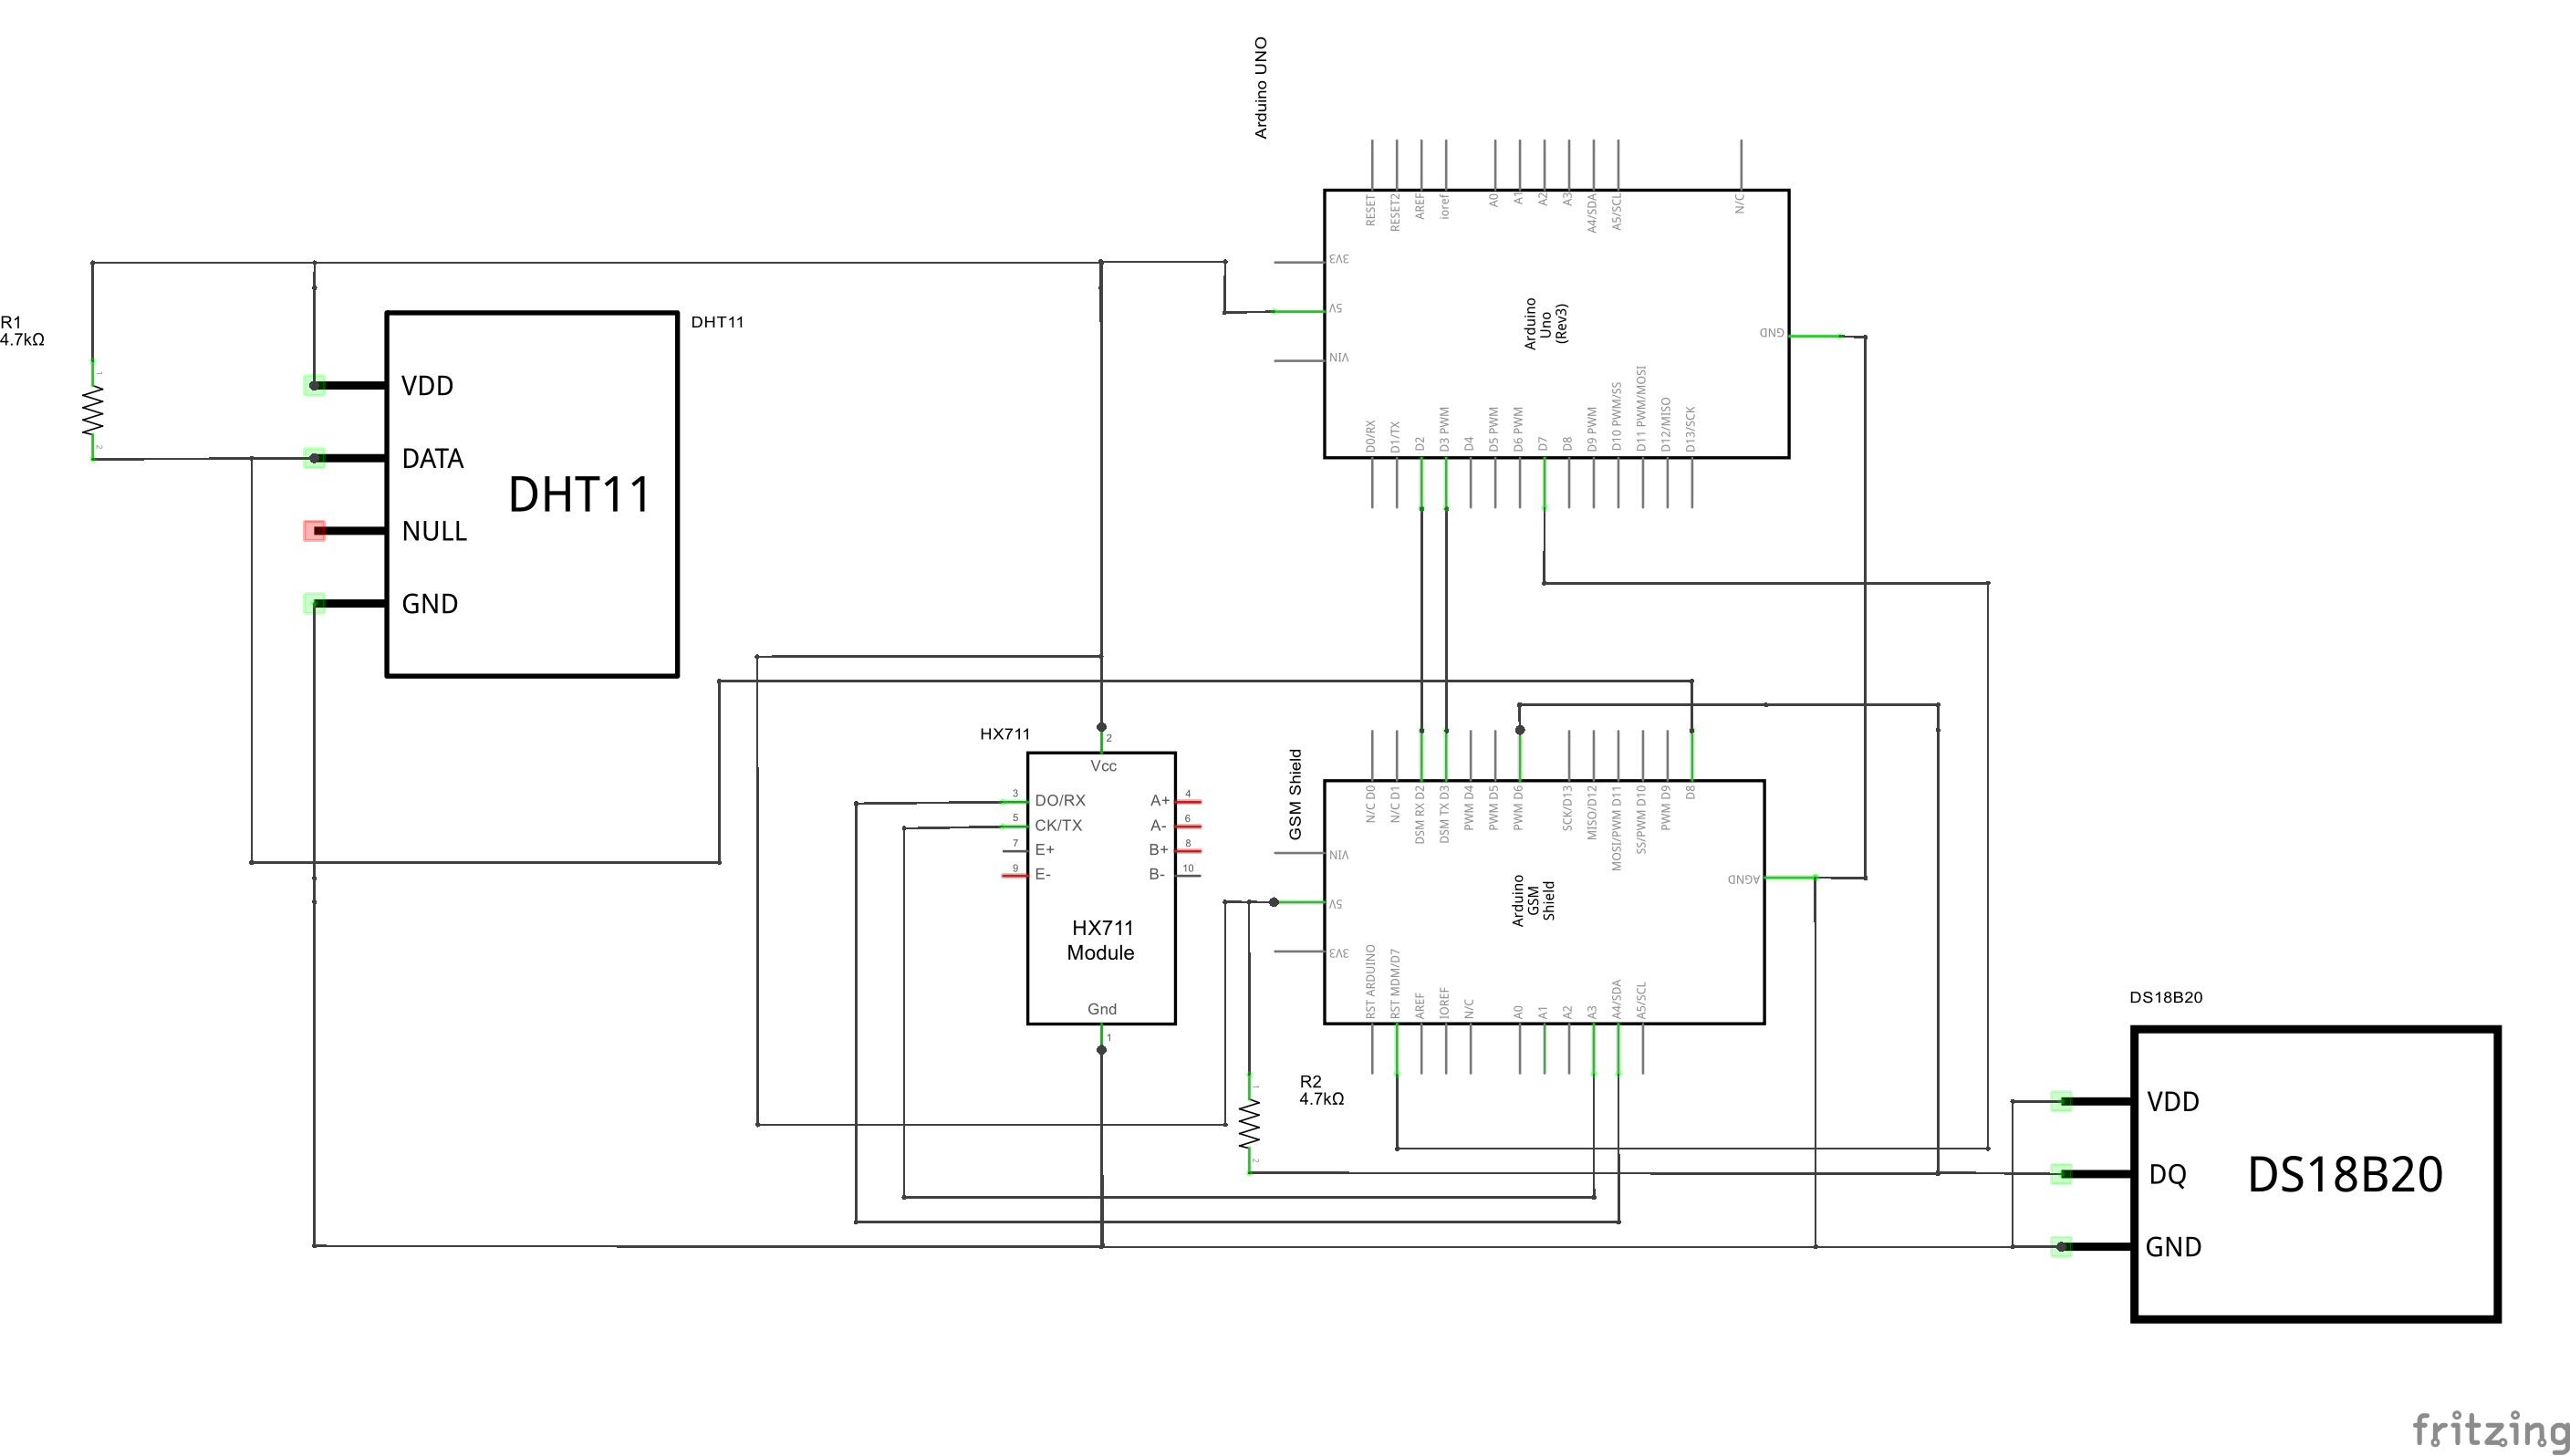 Arduino UNO
RESET
RESET2
AREF
ioref
A0
A1
A2
A3
A4/SDA
A5/SCL
N/C
3V3
5V
VIN
Arduino
Uno
(Rev3)
GND
D0/RX
D1/TX
D2
D3 PWM
D4
D5 PWM
D6 PWM
D7
D8
D9 PWM
D10 PWM/SS
D11 PWM/MOSI
D12/MISO
D13/SCK
R1
4.7kΩ
1
2
DHT11
VDD
DATA
NULL
GND
DHT11
HX711
2
Vcc
3
DO/RX
5
CK/TX
7
E+
9
E-
A+
4
A-
6
B+
8
B-
10
HX711
Module
Gnd
1
GSM Shield
N/C D0
N/C D1
DSM RX D2
DSM TX D3
PWM D4
PWM D5
PWM D6
SCK/D13
MISO/D12
MOSI/PWM D11
SS/PWM D10
PWM D9
D8
VIN
5V
3V3
Arduino
GSM
Shield
AGND
RST ARDUINO
RST MDM/D7
AREF
IOREF
N/C
A0
A1
A2
A3
A4/SDA
A5/SCL
R2
4.7kΩ
1
2
DS18B20
VDD
DQ
GND
DS18B20
fritzing